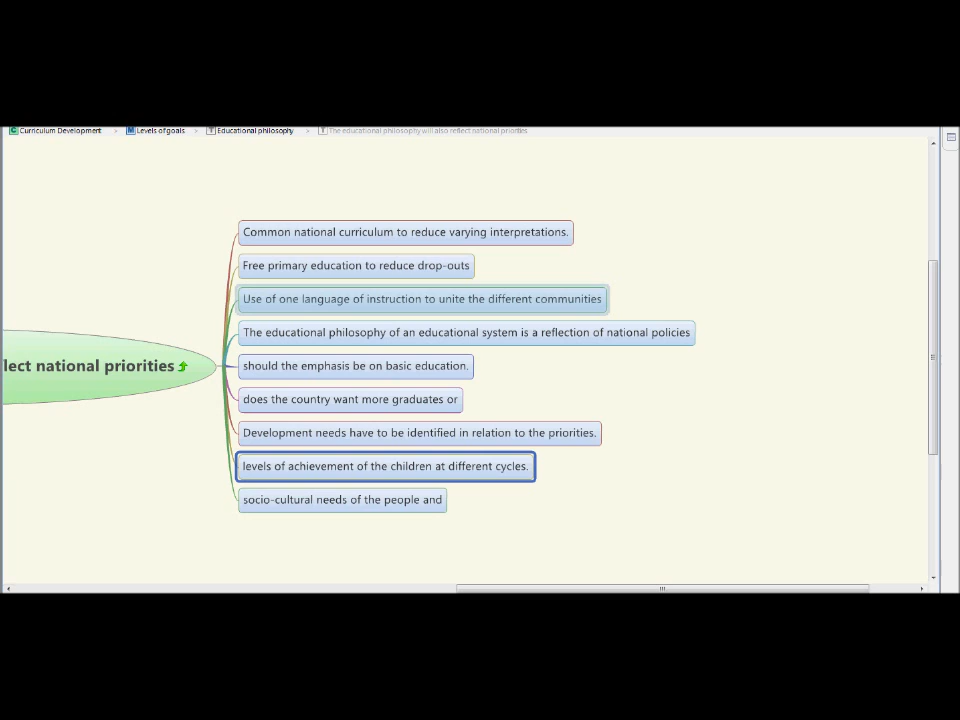 Curriculum Development > Levels of goals > Educational philosophy > The educational philosophy will also reflect national priorities
Common national curriculum to reduce varying interpretations.
Free primary education to reduce drop-outs
Use of one language of instruction to unite the different communities
The educational philosophy of an educational system is a reflection of national policies
lect national priorities
should the emphasis be on basic education.
does the country want more graduates or
Development needs have to be identified in relation to the priorities.
levels of achievement of the children at different cycles.
socio-cultural needs of the people and